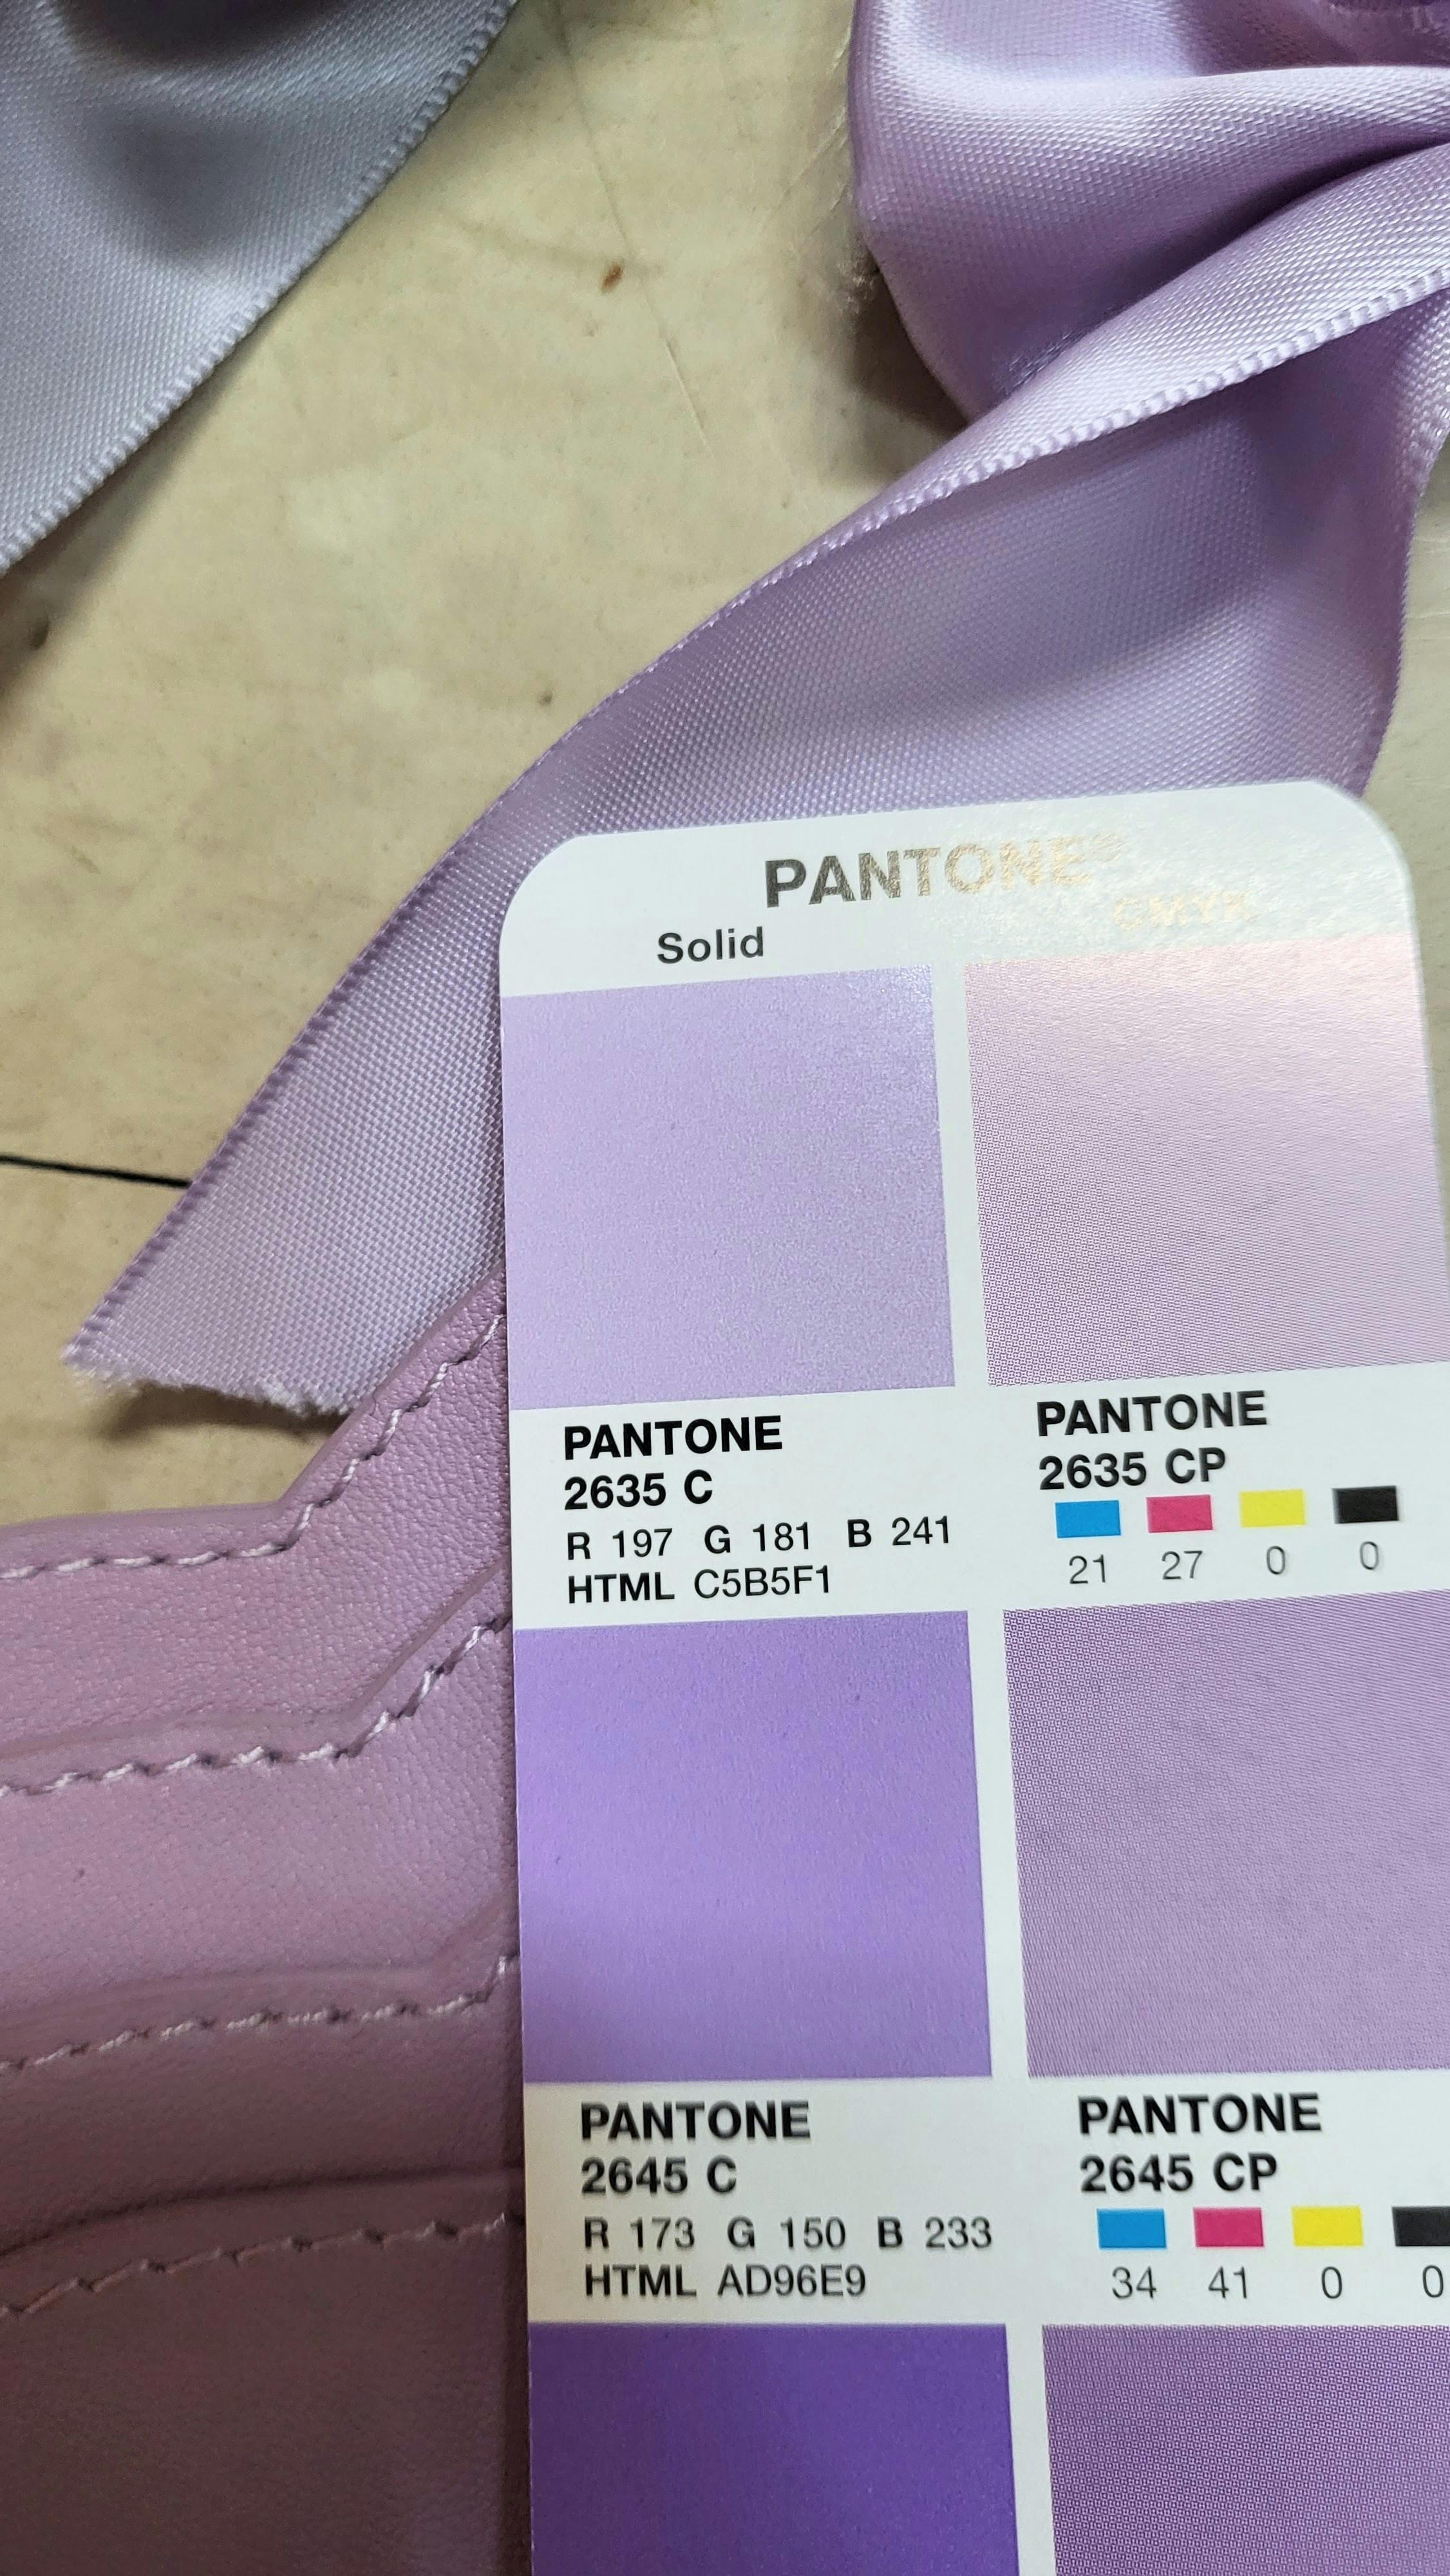 PANTONE®
Solid
CMYK
PANTONE
2635 C
R 197 G 181 B 241
HTML C5B5F1
PANTONE
2635 CP
21 27 0 0
PANTONE
2645 C
R 173 G 150 B 233
HTML AD96E9
PANTONE
2645 CP
34 41 0 0